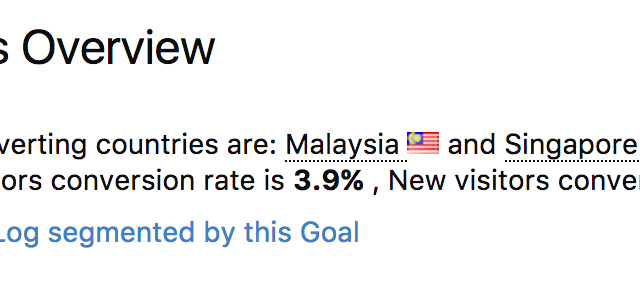 s Overview
verting countries are: Malaysia 🇲🇾 and Singapore
ors conversion rate is 3.9% , New visitors conver
Log segmented by this Goal